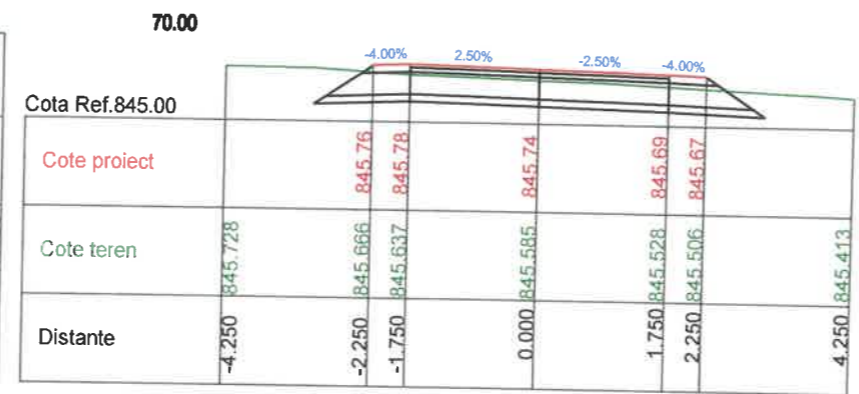 70.00
-4.00% 2.50% -2.50% -4.00%
Cota Ref.845.00
Cote proiect 845.76 845.78 845.74 845.69 845.67
Cote teren 845.728 845.666 845.637 845.585 845.528 845.506 845.413
Distante -4.250 -2.250 -1.750 0.000 1.750 2.250 4.250